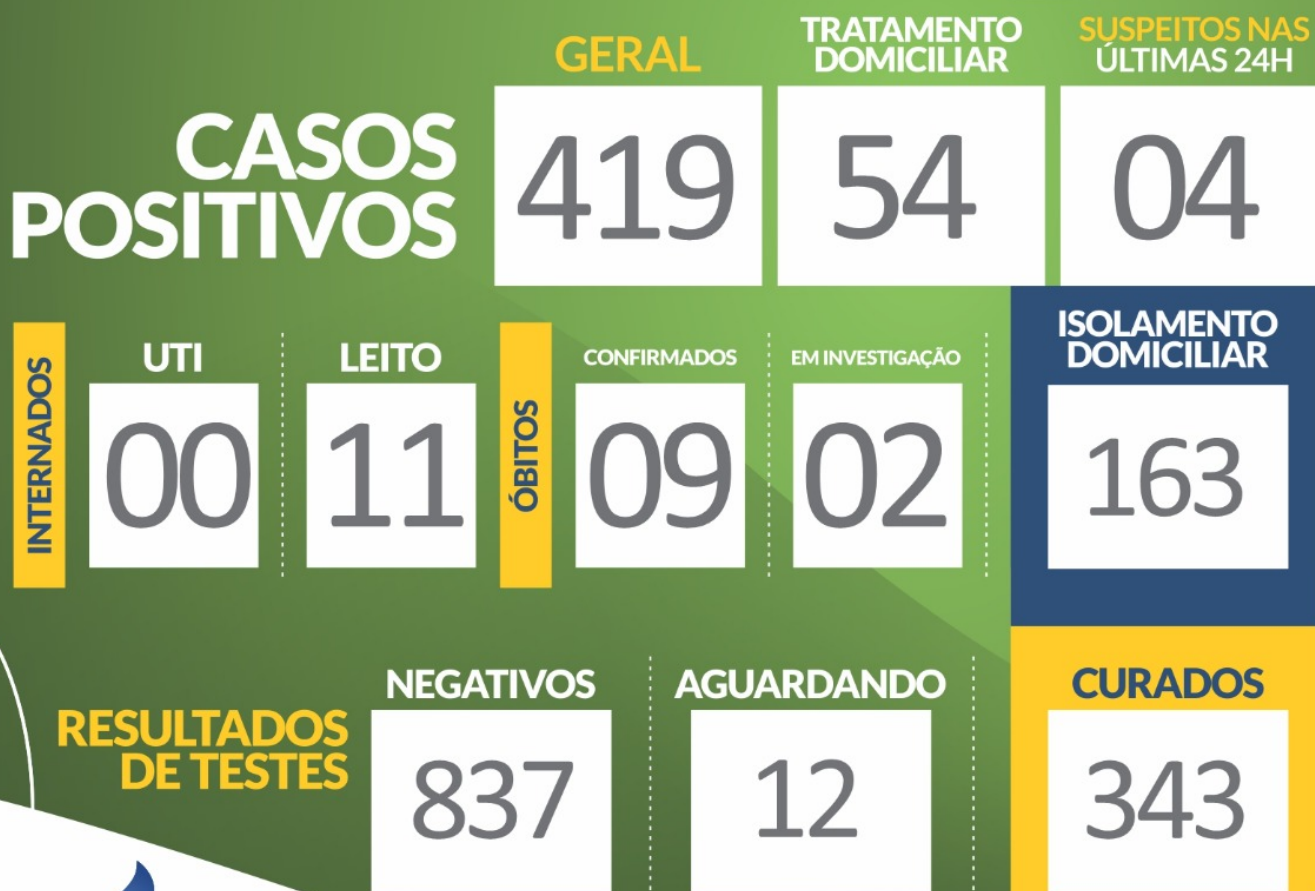 GERAL
TRATAMENTO
DOMICILIAR
SUSPEITOS NAS
ÚLTIMAS 24H
CASOS
POSITIVOS
419
54
04
INTERNADOS
UTI
00
LEITO
11
ÓBITOS
CONFIRMADOS
09
EM INVESTIGAÇÃO
02
ISOLAMENTO
DOMICILIAR
163
RESULTADOS
DE TESTES
NEGATIVOS
837
AGUARDANDO
12
CURADOS
343